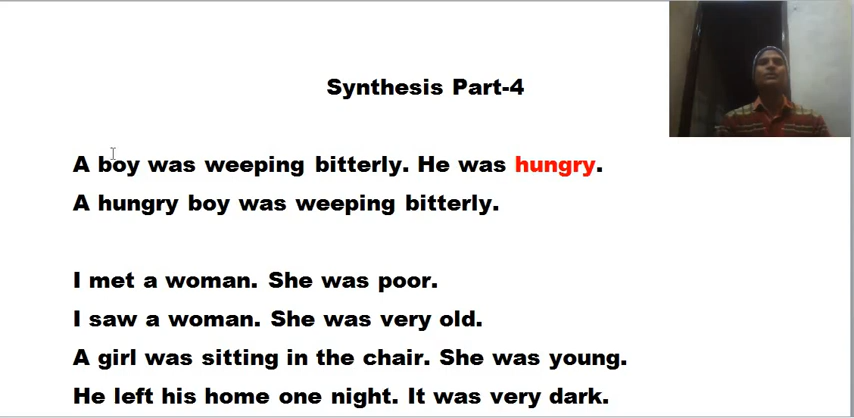 Synthesis Part-4
A boy was weeping bitterly. He was hungry.
A hungry boy was weeping bitterly.
I met a woman. She was poor.
I saw a woman. She was very old.
A girl was sitting in the chair. She was young.
He left his home one night. It was very dark.